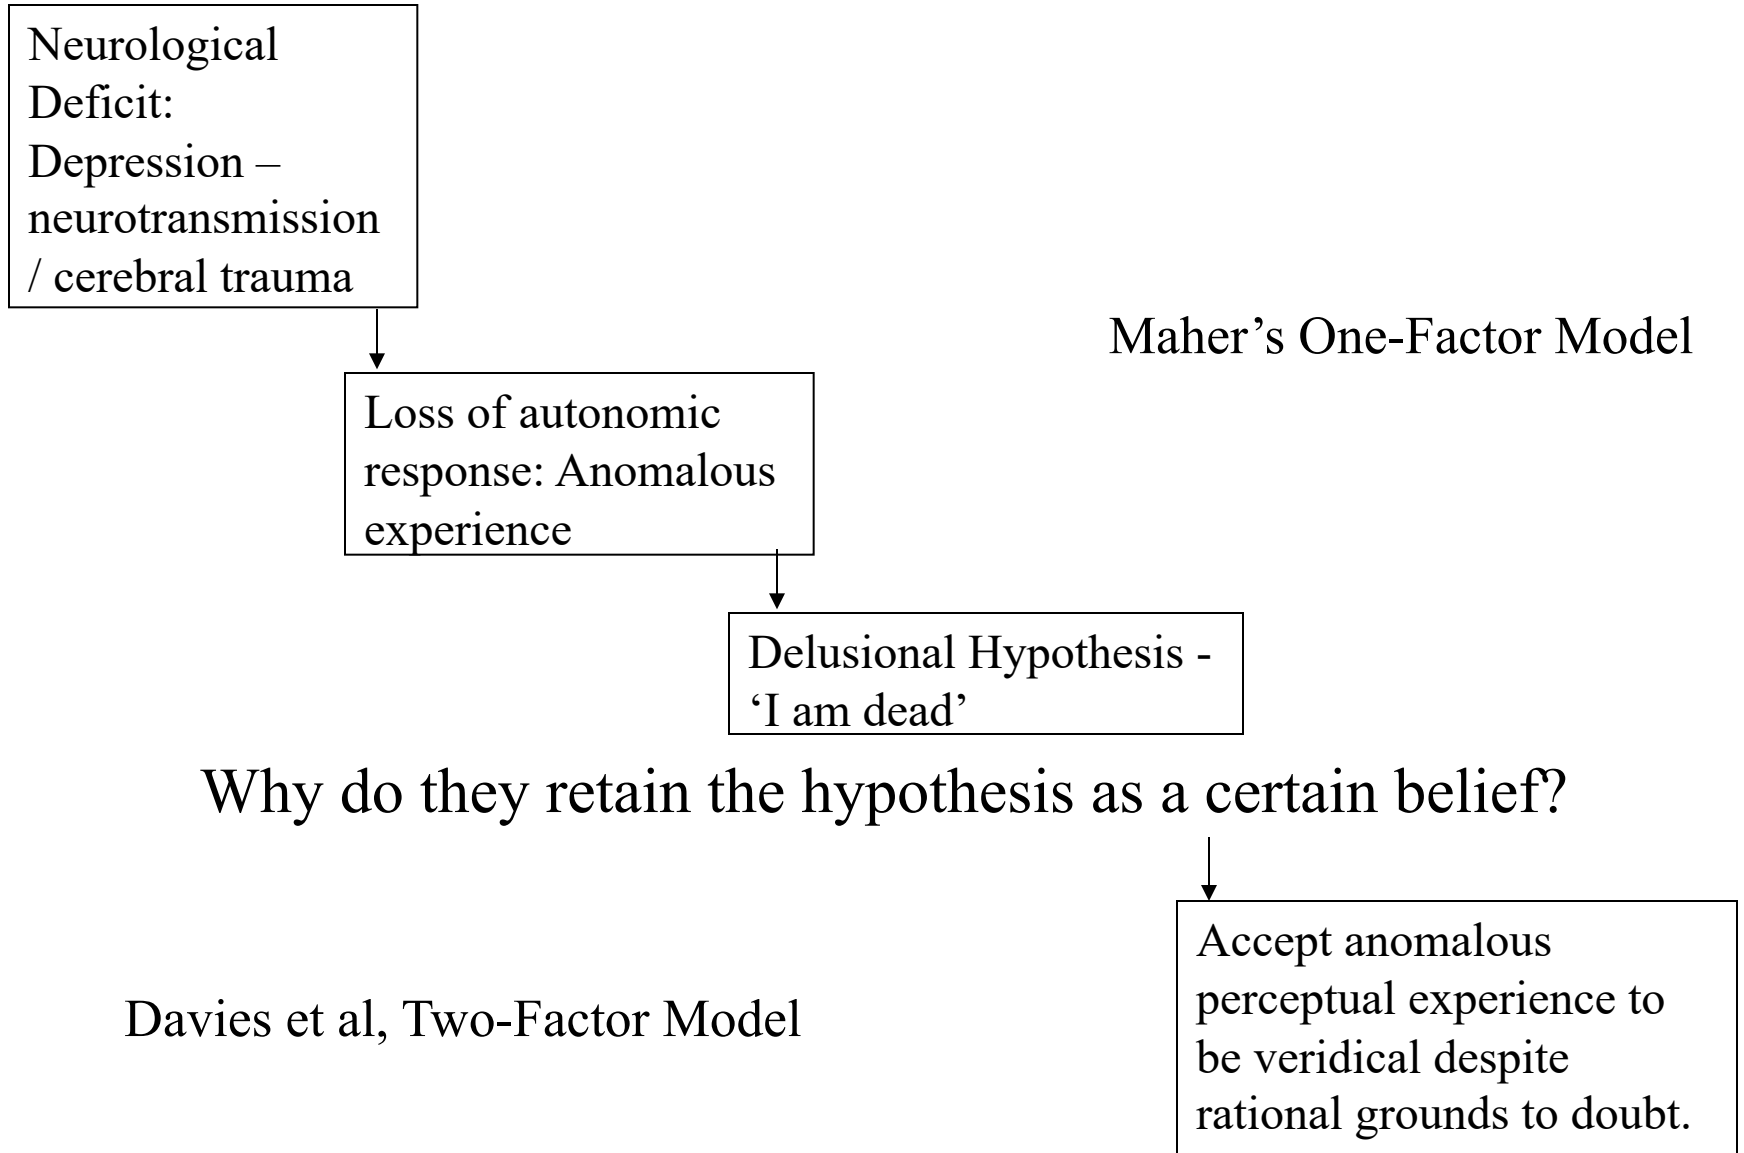 Neurological
Deficit:
Depression –
neurotransmission
/ cerebral trauma
Maher’s One-Factor Model
Loss of autonomic
response: Anomalous
experience
Delusional Hypothesis -
‘I am dead’
Why do they retain the hypothesis as a certain belief?
Accept anomalous
perceptual experience to
be veridical despite
rational grounds to doubt.
Davies et al, Two-Factor Model